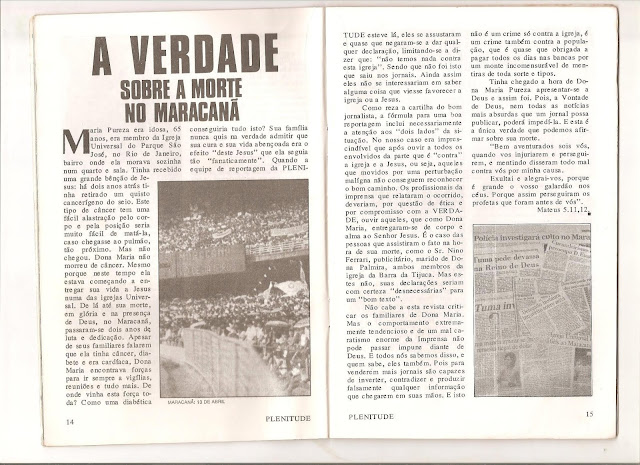 A VERDADE
SOBRE A MORTE
NO MARACANÃ
Maria Pureza era idosa, 65
anos, era membro da Igreja
Universal do Parque São
José, no Rio de Janeiro,
bairro onde ela morava sozinha
num quarto e sala. Tinha recebido
uma grande bênção de Je-
sus: há dois anos atrás ti-
nha retirado um quisto
cancerígeno do seio. Este
tipo de câncer tem uma
fácil alastração pelo cor-
po e pela posição seria
muito fácil de matá-la,
caso chegasse ao pulmão,
tão próximo. Mas não
chegou. Dona Maria não
morreu de câncer. Mesmo
porque neste tempo ela
estava começando a en-
tregar sua vida a Jesus
numa das igrejas Univer-
sal. De lá até sua morte,
em glória e na presença
de Deus, no Maracanã,
passaram-se dois anos de
luta e dedicação. Apesar
de seus familiares falarem
que ela tinha câncer, dia-
bete e era cardíaca, Dona
Maria encontrava forças
para ir sempre a vigílias,
reuniões e tudo mais. De
onde vinha esta força to-
da? Como uma diabética
conseguiria tudo isto? Sua família
nunca quis na verdade admitir que
sua cura e sua vida abençoada era o
efeito "deste Jesus" que ela seguia
tão "fanaticamente". Quando a
equipe de reportagem da PLENI-
MARACANÃ: 13 DE ABRIL
14
PLENITUDE
TUDE esteve lá, eles se assustaram
e quase que negaram-se a dar qual-
quer declaração, limitando-se a di-
zer que: "não temos nada contra
esta igreja". Sendo que não foi isto
que saiu nos jornais. Ainda assim
eles não se interessariam em saber
alguma coisa que viesse favorecer a
igreja ou a Jesus.
Como reza a cartilha do bom
jornalista, a fórmula para uma boa
reportagem inclui necessariamente
a atenção aos "dois lados" da si-
tuação. No nosso caso era impres-
cindível que após ouvir a todos os
envolvidos da parte que é "contra"
a igreja a Jesus, ou seja, aqueles
que movidos por uma perturbação
maligna não conseguem reconhecer
o bom caminho. Os profissionais da
imprensa que relataram o ocorrido,
deveriam, por questão de ética e
por compromisso com a VERDA-
DE, ouvir aqueles, que como Dona
Maria, entregaram-se de corpo e
alma ao Senhor Jesus. É o caso das
pessoas que assistiram o fato na ho-
ra de sua morte, como o Sr. Nino
Ferrari, publicitário, marido de Do-
na Palmira, ambos membros da
igreja da Barra da Tijuca. Mas es-
tes não, suas declarações seriam
com certeza "desnecessárias" para
um "bom texto".
Não cabe a esta revista criti-
car os familiares de Dona Maria.
Mas o comportamento extrema-
mente tendencioso e de um mal ca-
ratismo enorme da Imprensa não
pode passar impune diante de
Deus. E todos nós sabemos disso, e
quem sabe, eles também. Pois para
venderem mais jornais são capazes
de inverter, contradizer e produzir
falsamente qualquer informação
que chegarem em suas mãos. E isto
não é um crime só contra a igreja, é
um crime também contra a popula-
ção, que é quase que obrigada a
pagar todos os dias nas bancas por
um monte incomensurável de men-
tiras de toda sorte e tipos.
Tinha chegado a hora de Do-
na Maria Pureza apresentar-se a
Deus e assim foi. Pois, a Vontade
de Deus, nem todas as notícias
mais absurdas que um jornal possa
publicar, poderá impedi-la. E esta é
a única verdade que podemos afir-
mar sobre sua morte.
"Bem aventurados sois vós,
quando vos injuriarem e persegui-
rem, e mentindo disserem todo mal
contra vós por minha causa.
Exultai e alegrai-vos, porque
é grande o vosso galardão nos
céus. Porque assim perseguiram os
profetas que foram antes de vós".
Mateus 5.11,12
Polícia investigará culto no Mara
Tuma pode devassar
no Reino de Deus
Tuma inv
PLENITUDE
15